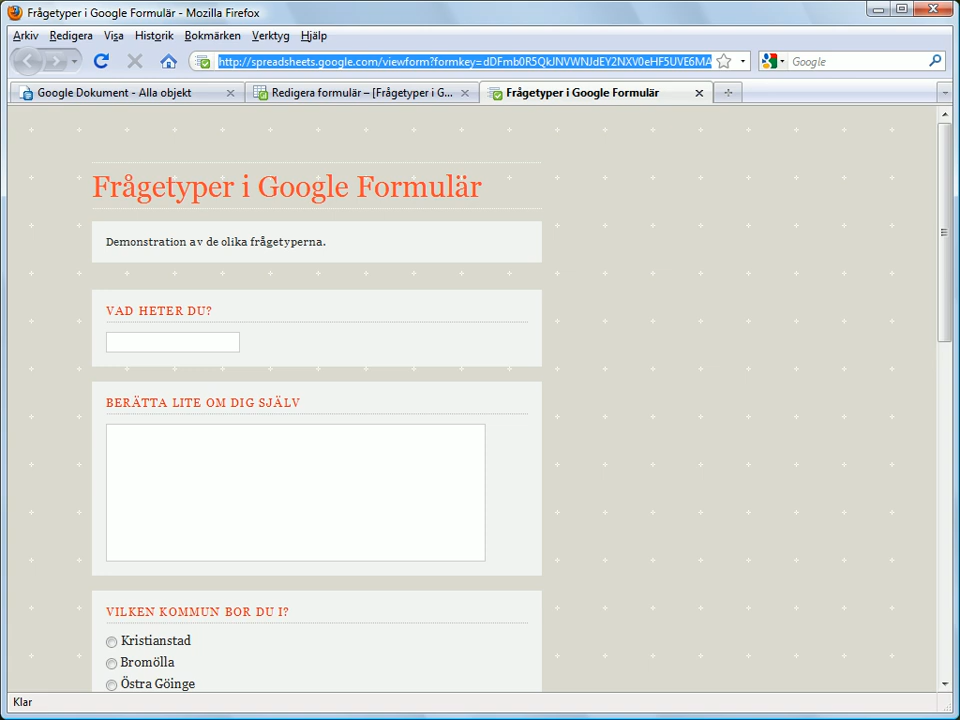 Frågetyper i Google Formulär - Mozilla Firefox
Arkiv Redigera Visa Historik Bokmärken Verktyg Hjälp
http://spreadsheets.google.com/viewform?formkey=dDFmb0R5QkJNVWNJdEY2NXV0eHF5UVE6MA
Google
Google Dokument - Alla objekt
Redigera formulär – [Frågetyper i G...
Frågetyper i Google Formulär
Frågetyper i Google Formulär
Demonstration av de olika frågetyperna.
VAD HETER DU?
BERÄTTA LITE OM DIG SJÄLV
VILKEN KOMMUN BOR DU I?
Kristianstad
Bromölla
Östra Göinge
Klar